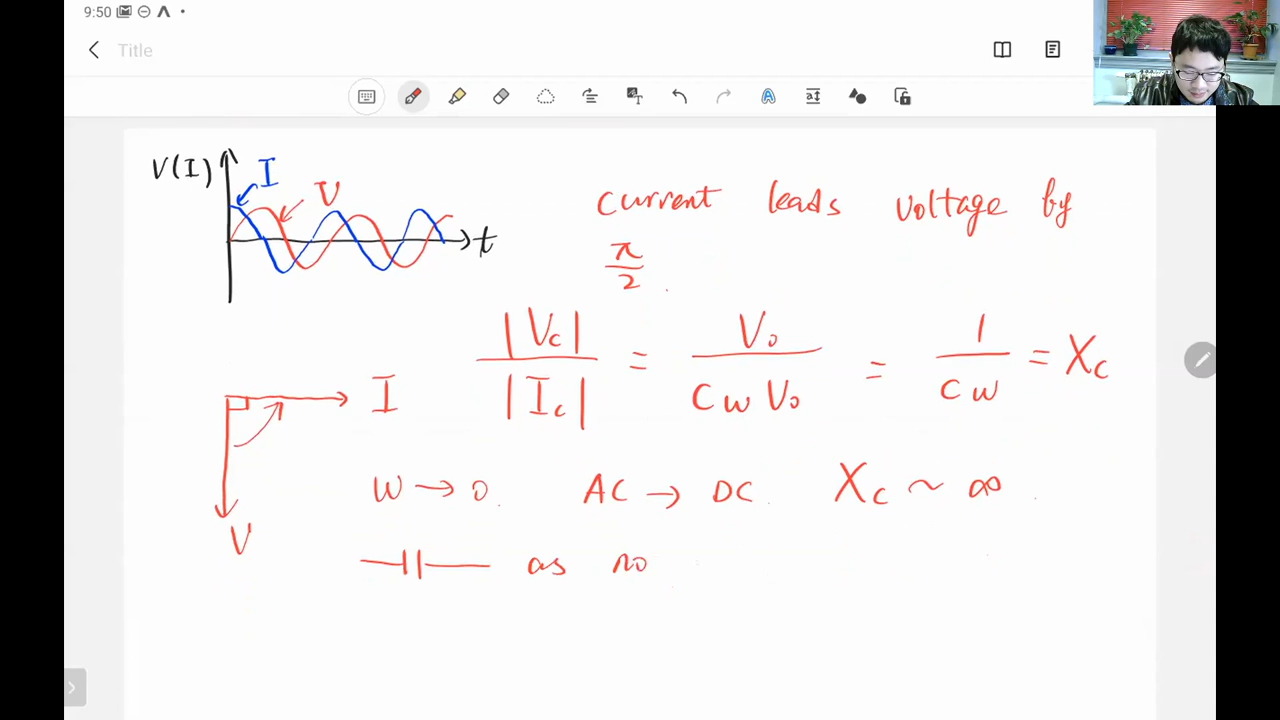 9:50
Title
V(I)
I
V
t
current leads voltage by
π/2
|Vc|/|Ic| = V₀/CωV₀ = 1/Cω = Xc
I
V
ω → 0. AC → DC. Xc ~ ∞.
as no